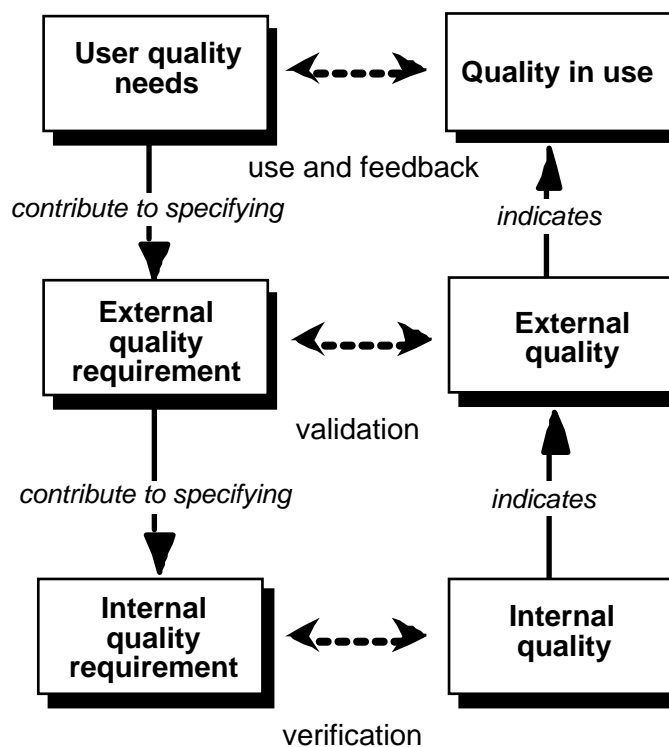 User quality
needs
Quality in use
use and feedback
contribute to specifying
indicates
External
quality
requirement
External
quality
validation
contribute to specifying
indicates
Internal
quality
requirement
Internal
quality
verification